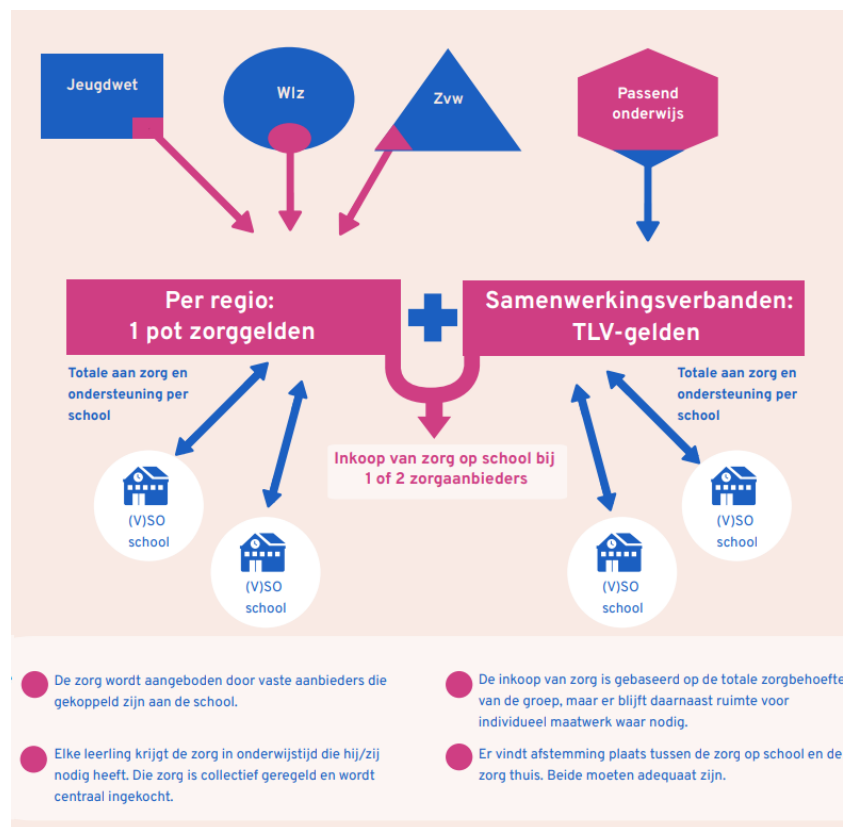 Jeugdwet
Wlz
Zvw
Passend
onderwijs
Per regio:
1 pot zorggelden
Samenwerkingsverbanden:
TLV-gelden
Totale aan zorg en
ondersteuning per
school
Totale aan zorg en
ondersteuning per
school
Inkoop van zorg op school bij
1 of 2 zorgaanbieders
(V)SO
school
(V)SO
school
(V)SO
school
(V)SO
school
De zorg wordt aangeboden door vaste aanbieders die
gekoppeld zijn aan de school.
Elke leerling krijgt de zorg in onderwijstijd die hij/zij
nodig heeft. Die zorg is collectief geregeld en wordt
centraal ingekocht.
De inkoop van zorg is gebaseerd op de totale zorgbehoefte
van de groep, maar er blijft daarnaast ruimte voor
individueel maatwerk waar nodig.
Er vindt afstemming plaats tussen de zorg op school en de
zorg thuis. Beide moeten adequaat zijn.